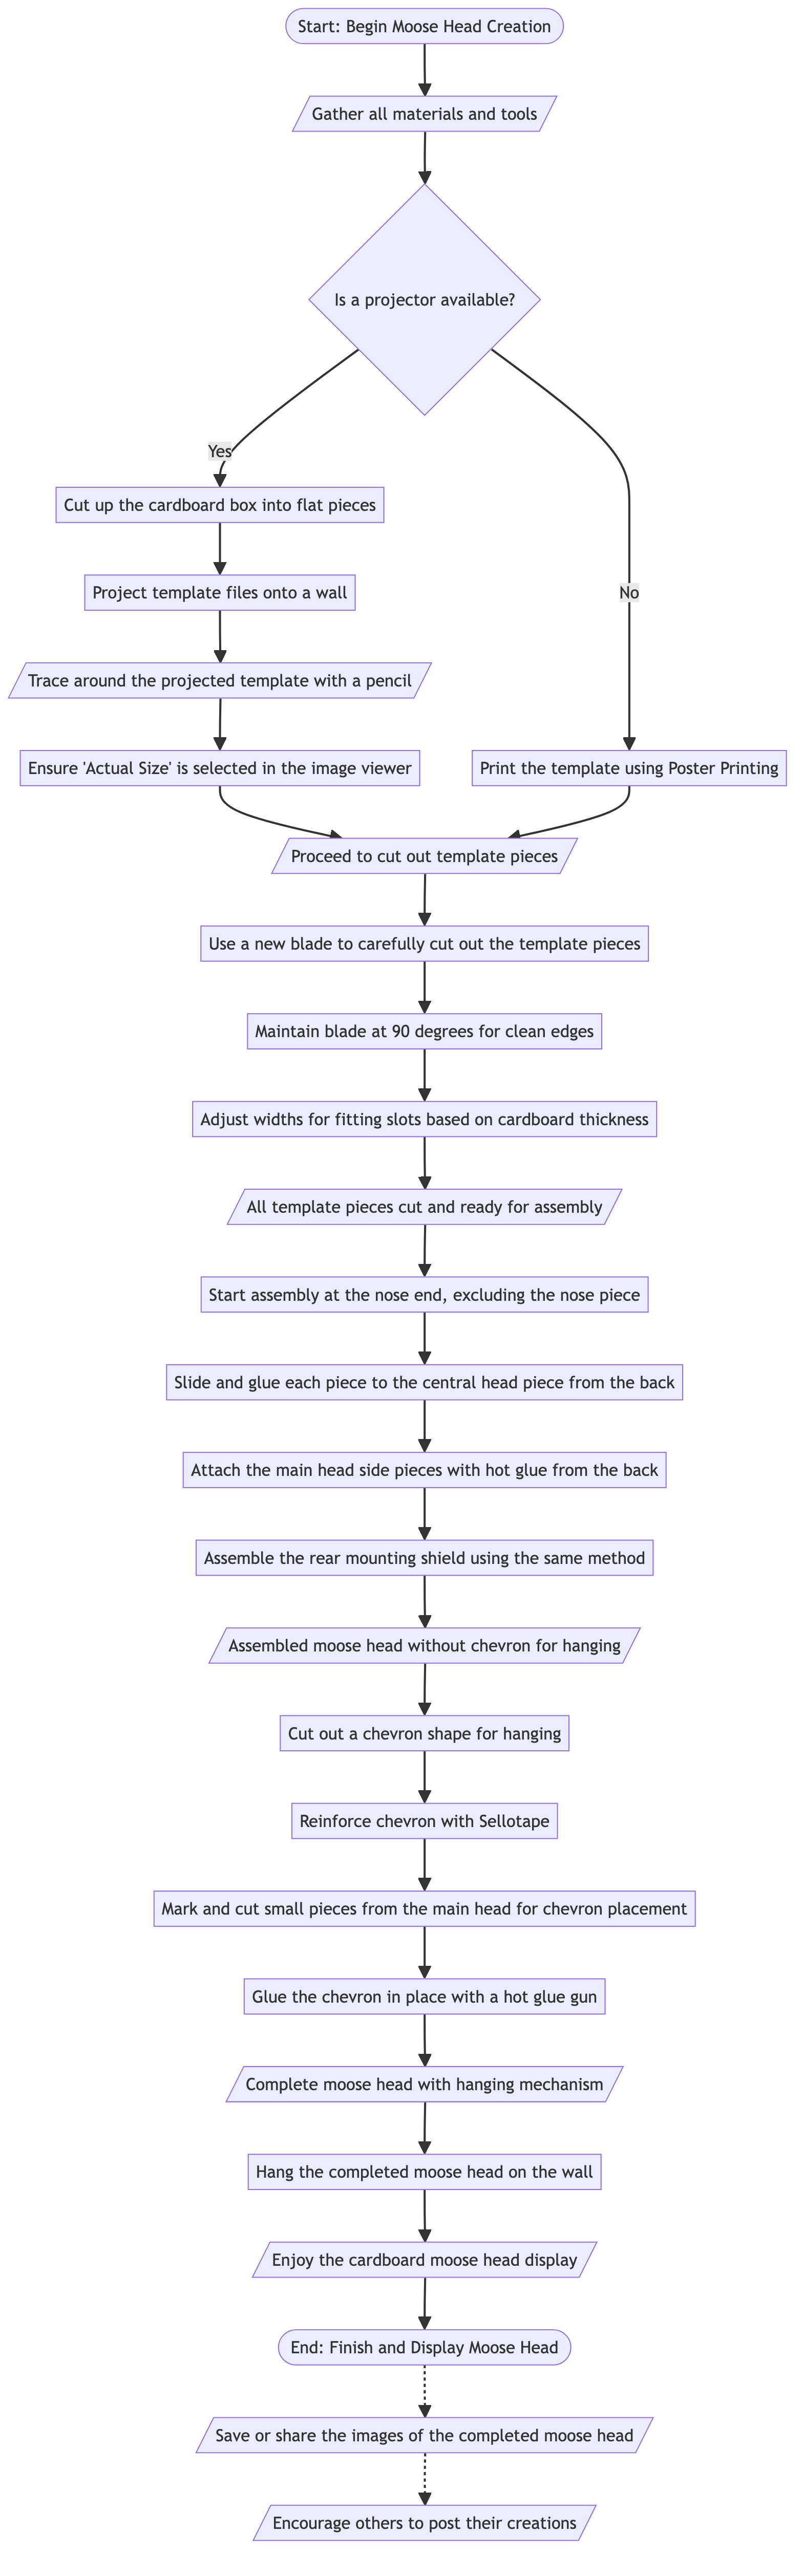 Start: Begin Moose Head Creation
Gather all materials and tools
Is a projector available?
Yes
Cut up the cardboard box into flat pieces
Project template files onto a wall
No
Trace around the projected template with a pencil
Ensure 'Actual Size' is selected in the image viewer
Print the template using Poster Printing
Proceed to cut out template pieces
Use a new blade to carefully cut out the template pieces
Maintain blade at 90 degrees for clean edges
Adjust widths for fitting slots based on cardboard thickness
All template pieces cut and ready for assembly
Start assembly at the nose end, excluding the nose piece
Slide and glue each piece to the central head piece from the back
Attach the main head side pieces with hot glue from the back
Assemble the rear mounting shield using the same method
Assembled moose head without chevron for hanging
Cut out a chevron shape for hanging
Reinforce chevron with Sellotape
Mark and cut small pieces from the main head for chevron placement
Glue the chevron in place with a hot glue gun
Complete moose head with hanging mechanism
Hang the completed moose head on the wall
Enjoy the cardboard moose head display
End: Finish and Display Moose Head
Save or share the images of the completed moose head
Encourage others to post their creations